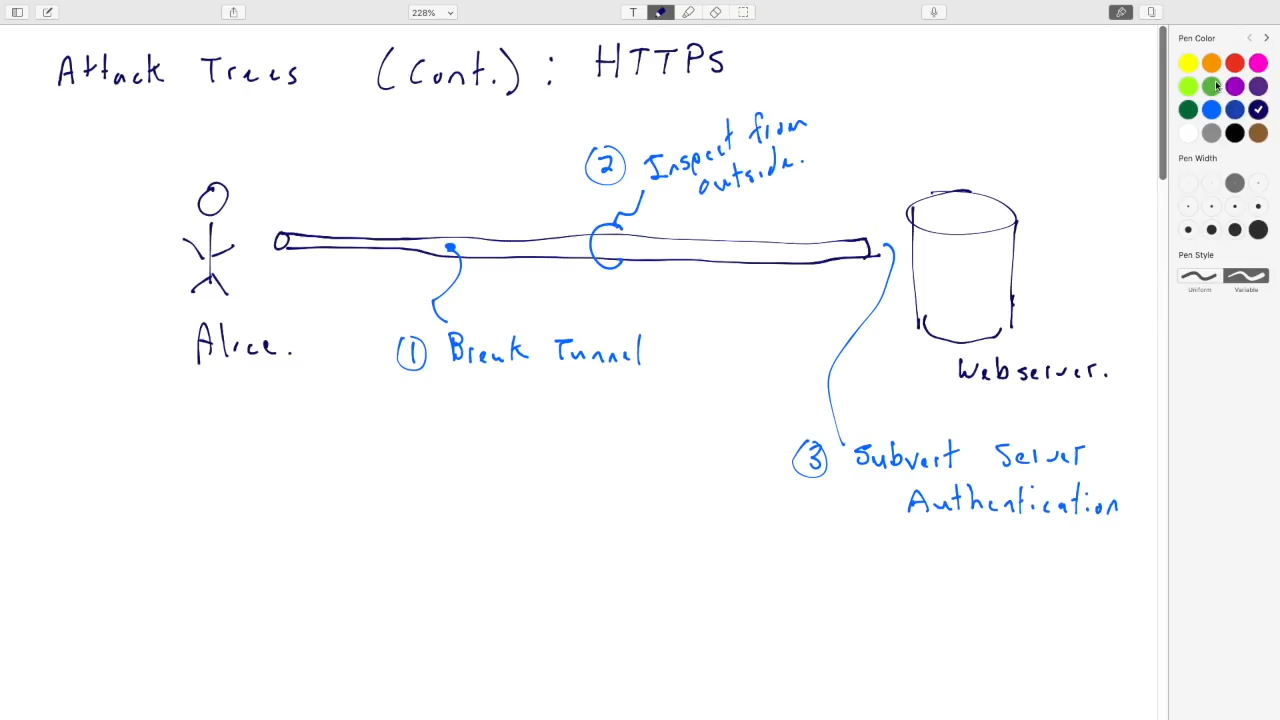 228%
T
Attack Trees (Cont.) : HTTPS
② Inspect from
outside.
Alice.
① Break Tunnel
Webserver.
③ Subvert Server
Authentication
Pen Color
Pen Width
Pen Style
Uniform
Variable